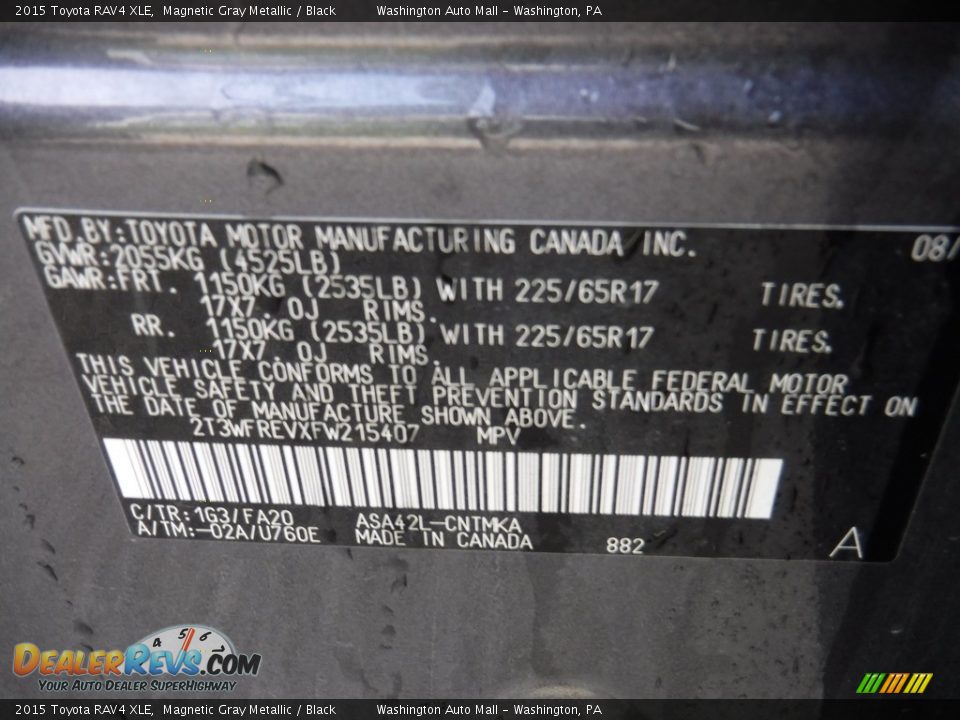 2015 Toyota RAV4 XLE, Magnetic Gray Metallic / Black Washington Auto Mall - Washington, PA
MFD.BY:TOYOTA MOTOR MANUFACTURING CANADA INC. 08/
GVWR:2055KG (4525LB)
GAWR:FRT. 1150KG (2535LB) WITH 225/65R17 TIRES.
17X7.0J RIMS.
RR. 1150KG (2535LB) WITH 225/65R17 TIRES.
17X7.0J RIMS.
THIS VEHICLE CONFORMS TO ALL APPLICABLE FEDERAL MOTOR
VEHICLE SAFETY AND THEFT PREVENTION STANDARDS IN EFFECT ON
THE DATE OF MANUFACTURE SHOWN ABOVE.
2T3WFREVXFW215407 MPV
C/TR:1G3/FA20 ASA42L-CNTMKA
A/TM:-02A/U760E MADE IN CANADA 882 A
4 5 6
DEALERREVS.COM
YOUR AUTO DEALER SUPERHIGHWAY
2015 Toyota RAV4 XLE, Magnetic Gray Metallic / Black Washington Auto Mall - Washington, PA